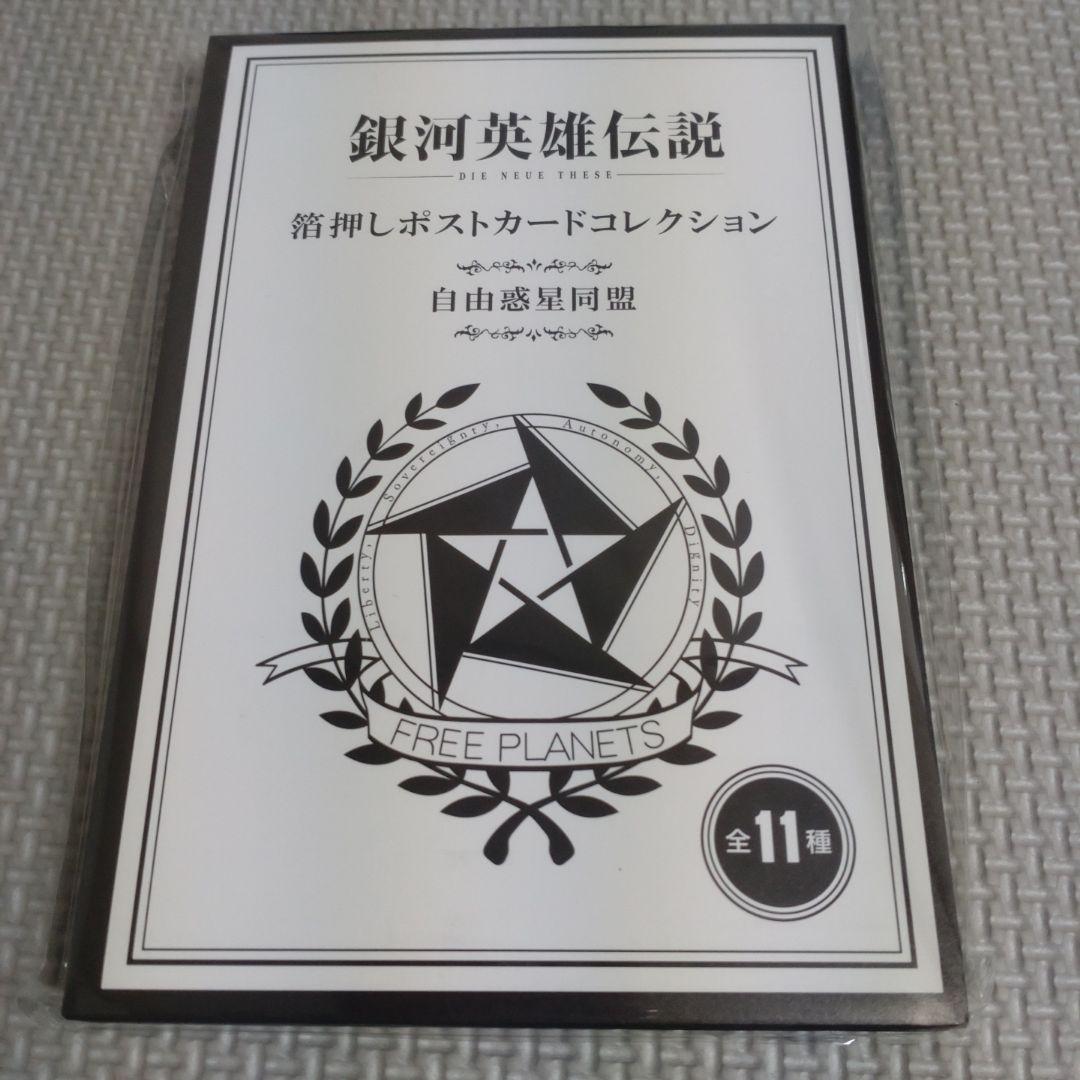 銀河英雄伝説
DIE NEUE THESE
箔押しポストカードコレクション
自由惑星同盟
Liberty, Sovereignty, Autonomy, Dignity
FREE PLANETS
全11種